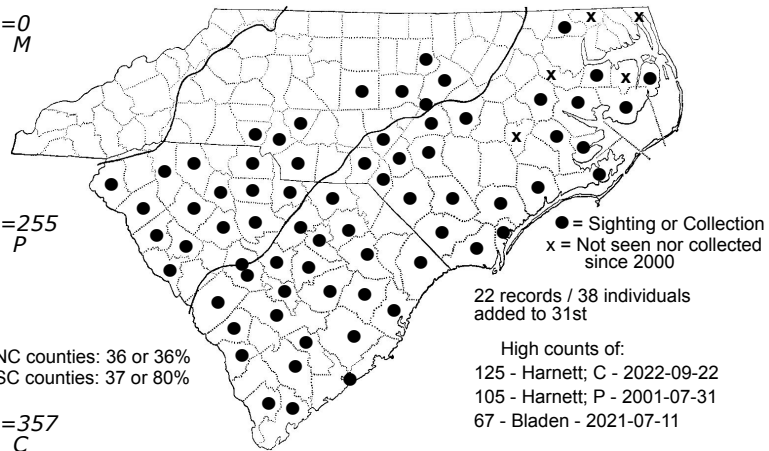 =0
M
=255
P
=357
C
● = Sighting or Collection
x = Not seen nor collected
since 2000
22 records / 38 individuals
added to 31st
High counts of:
125 - Harnett; C - 2022-09-22
105 - Harnett; P - 2001-07-31
67 - Bladen - 2021-07-11
NC counties: 36 or 36%
SC counties: 37 or 80%
x x
x x
x